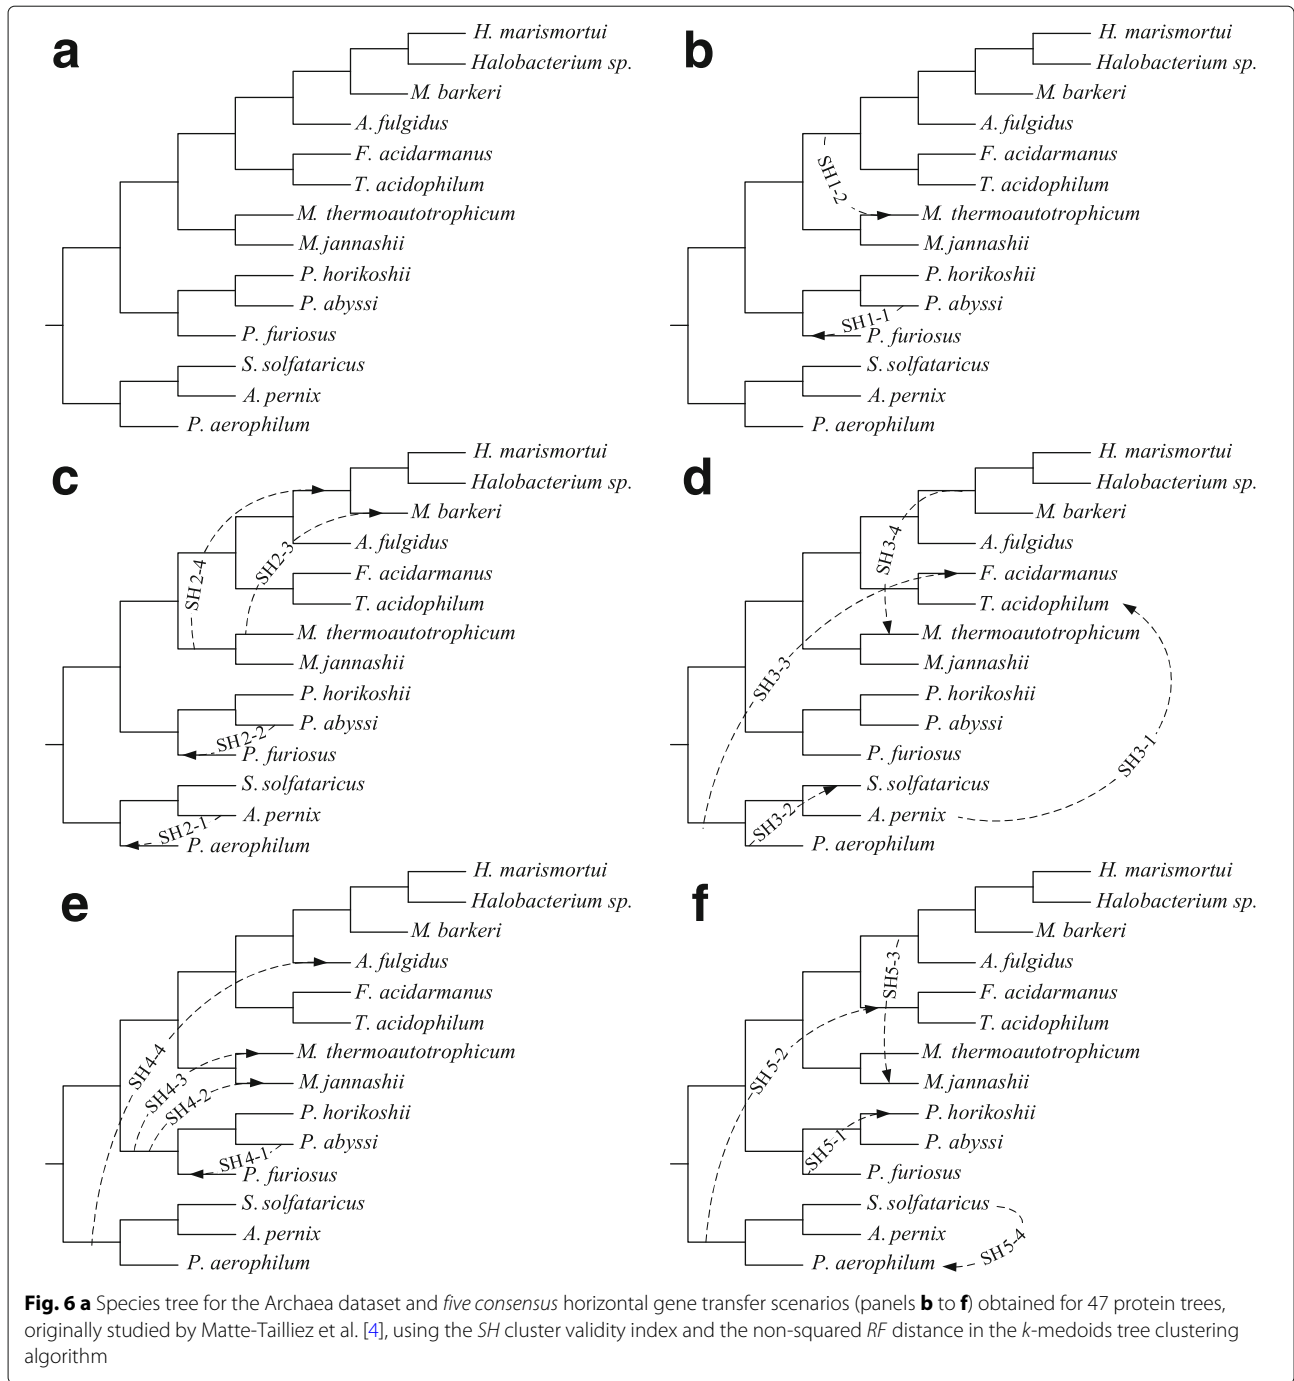 a
H. marismortui
Halobacterium sp.
M. barkeri
A. fulgidus
F. acidarmanus
T. acidophilum
M. thermoautotrophicum
M. jannashii
P. horikoshii
P. abyssi
P. furiosus
S. solfataricus
A. pernix
P. aerophilum
b
H. marismortui
Halobacterium sp.
M. barkeri
A. fulgidus
F. acidarmanus
T. acidophilum
SH1-2
M. thermoautotrophicum
M. jannashii
P. horikoshii
P. abyssi
SH1-1
P. furiosus
S. solfataricus
A. pernix
P. aerophilum
c
H. marismortui
Halobacterium sp.
M. barkeri
A. fulgidus
SH2-4
SH2-3
F. acidarmanus
T. acidophilum
M. thermoautotrophicum
M. jannashii
P. horikoshii
P. abyssi
SH2-2
P. furiosus
S. solfataricus
A. pernix
SH2-1
P. aerophilum
d
H. marismortui
Halobacterium sp.
M. barkeri
A. fulgidus
SH3-4
F. acidarmanus
T. acidophilum
M. thermoautotrophicum
M. jannashii
SH3-3
P. horikoshii
P. abyssi
P. furiosus
SH3-1
S. solfataricus
A. pernix
SH3-2
P. aerophilum
e
H. marismortui
Halobacterium sp.
M. barkeri
A. fulgidus
F. acidarmanus
T. acidophilum
M. thermoautotrophicum
SH4-4
SH4-3
M. jannashii
SH4-2
P. horikoshii
P. abyssi
SH4-1
P. furiosus
S. solfataricus
A. pernix
P. aerophilum
f
H. marismortui
Halobacterium sp.
M. barkeri
A. fulgidus
SH5-3
F. acidarmanus
T. acidophilum
M. thermoautotrophicum
SH5-2
M. jannashii
P. horikoshii
P. abyssi
SH5-1
P. furiosus
S. solfataricus
A. pernix
SH5-4
P. aerophilum
Fig. 6 a Species tree for the Archaea dataset and five consensus horizontal gene transfer scenarios (panels b to f) obtained for 47 protein trees,
originally studied by Matte-Tailliez et al. [4], using the SH cluster validity index and the non-squared RF distance in the k-medoids tree clustering
algorithm